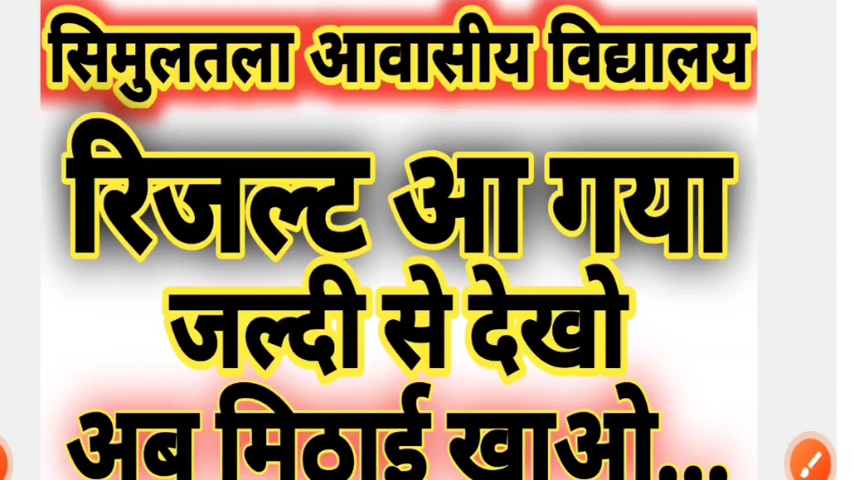 सिमुलतला आवासीय विद्यालय
रिजल्ट आ गया
जल्दी से देखो
अब मिठाई खाओ...